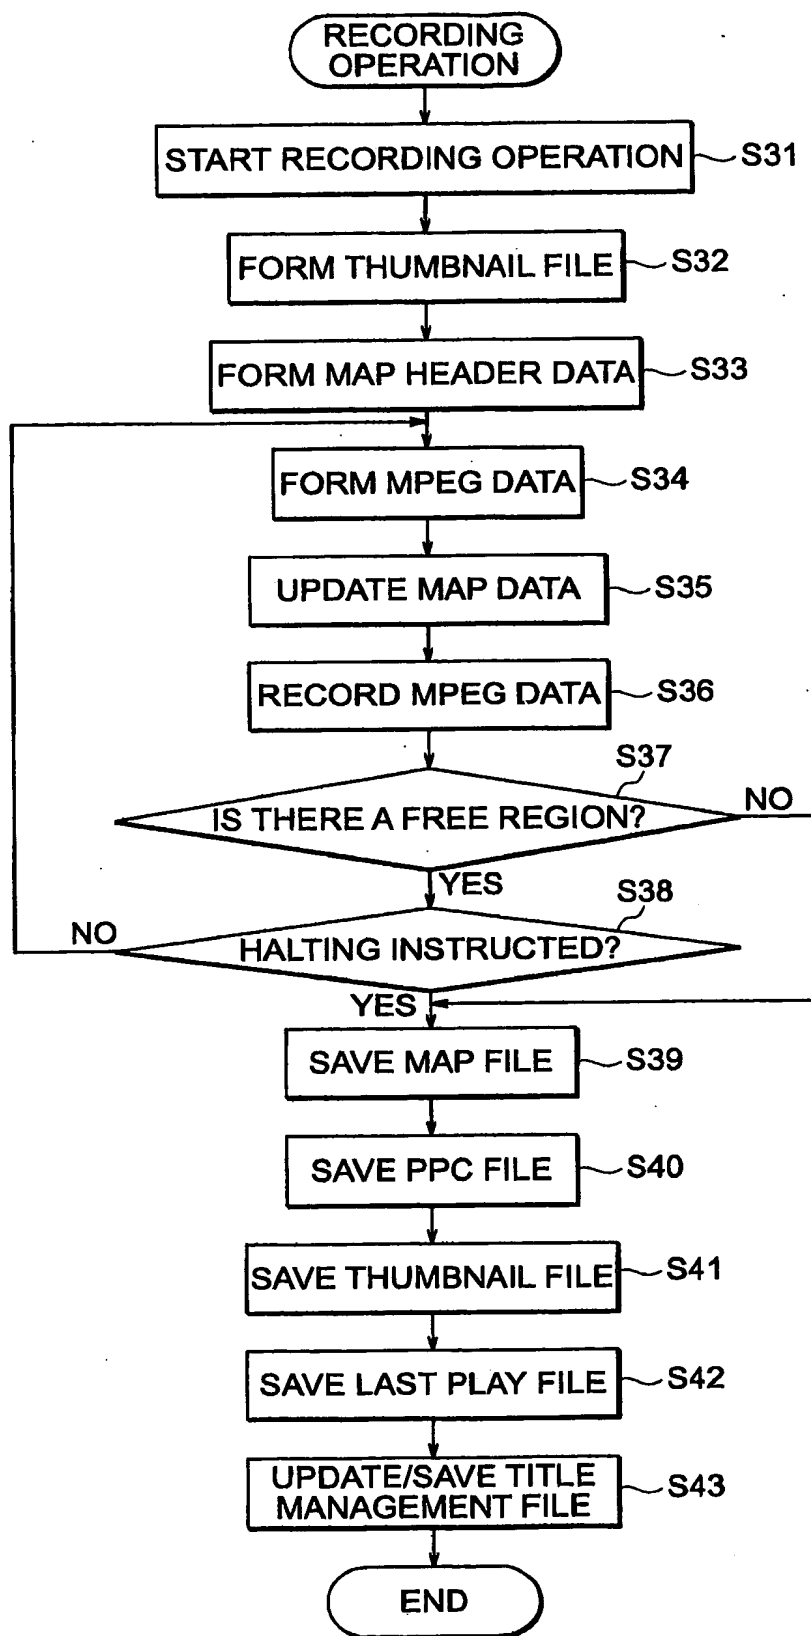 RECORDING
OPERATION
START RECORDING OPERATION
S31
FORM THUMBNAIL FILE
S32
FORM MAP HEADER DATA
S33
FORM MPEG DATA
S34
UPDATE MAP DATA
S35
RECORD MPEG DATA
S36
S37
IS THERE A FREE REGION?
NO
YES
S38
NO
HALTING INSTRUCTED?
YES
SAVE MAP FILE
S39
SAVE PPC FILE
S40
SAVE THUMBNAIL FILE
S41
SAVE LAST PLAY FILE
S42
UPDATE/SAVE TITLE
MANAGEMENT FILE
S43
END